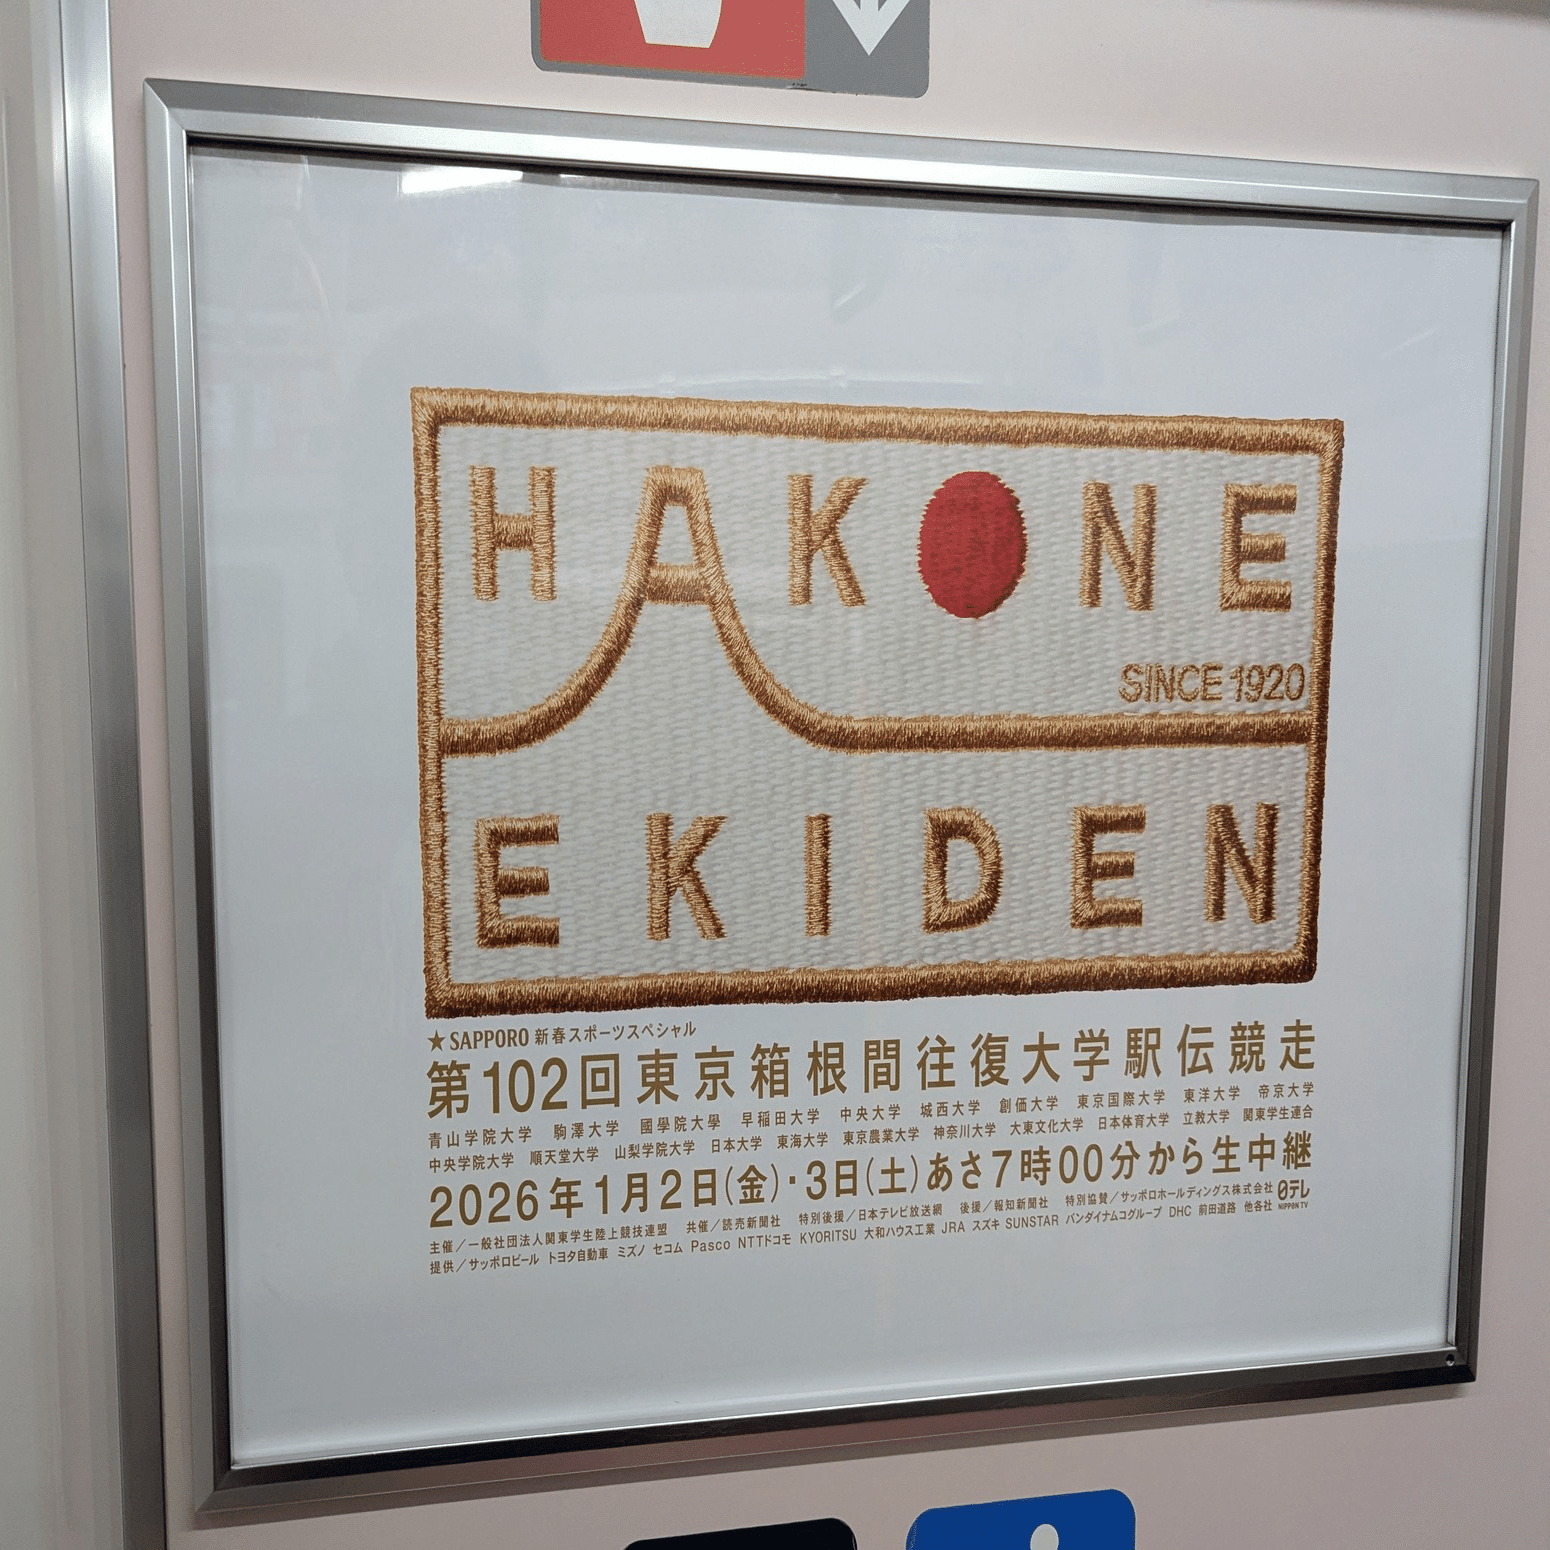 HAKONE
SINCE 1920
EKIDEN
★SAPPORO 新春スポーツスペシャル
第102回東京箱根間往復大学駅伝競走
青山学院大学 駒澤大学 國學院大學 早稲田大学 中央大学 城西大学 創価大学 東京国際大学 東洋大学 帝京大学
中央学院大学 順天堂大学 山梨学院大学 日本大学 東海大学 東京農業大学 神奈川大学 大東文化大学 日本体育大学 立教大学 関東学生連合
2026年1月2日(金)・3日(土)あさ7時00分から生中継
主催/一般社団法人関東学生陸上競技連盟 共催/読売新聞社 特別後援/日本テレビ放送網 後援/報知新聞社 特別協賛/サッポロホールディングス株式会社 日テレ
提供/サッポロビール トヨタ自動車 ミズノ セコム Pasco NTTドコモ KYORITSU 大和ハウス工業 JRA スズキ SUNSTAR バンダイナムコグループ DHC 前田道路 他各社 NIPPON TV